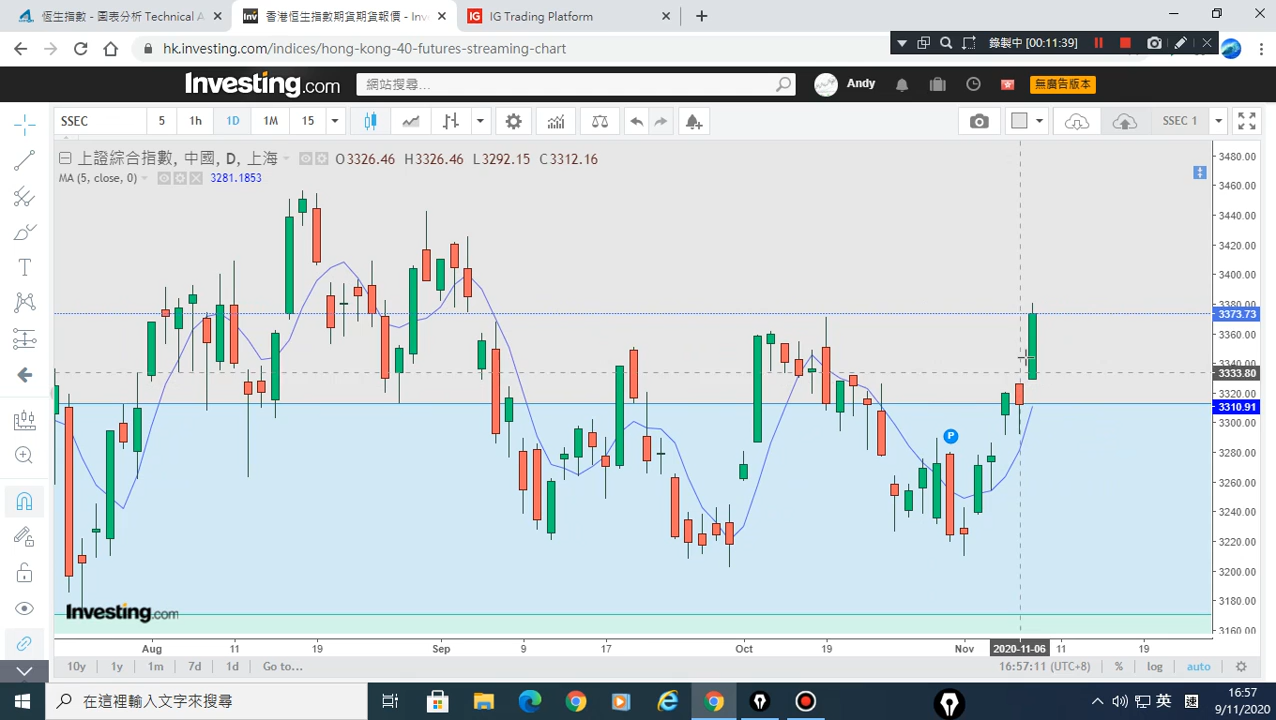 恆生指數 - 圖表分析 Technical A
香港恒生指數期貨期貨報價 - Inv
IG Trading Platform
hk.investing.com/indices/hong-kong-40-futures-streaming-chart
錄製中 [00:11:39]
Investing.com
網站搜尋...
Andy
無廣告版本
SSEC 5 1h 1D 1M 15
SSEC 1
上證綜合指數, 中國, D, 上海 O3326.46 H3326.46 L3292.15 C3312.16
MA (5, close, 0) 3281.1853
3480.00
3460.00
3440.00
3420.00
3400.00
3380.00
3373.73
3360.00
3340.00
3333.80
3320.00
3310.91
3300.00
3280.00
3260.00
3240.00
3220.00
3200.00
3180.00
3160.00
P
Investing.com
Aug 11 19 Sep 9 17 Oct 19 Nov 2020-11-06 11 19
10y 1y 1m 7d 1d Go to... 16:57:11 (UTC+8) % log auto
在這裡輸入文字來搜尋
英
16:57
9/11/2020